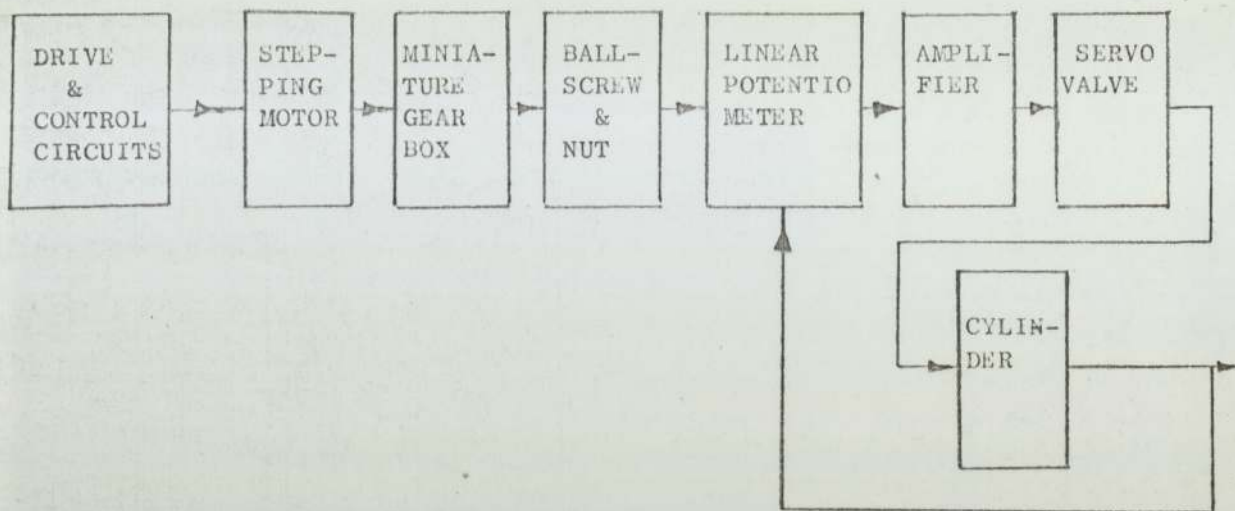 DRIVE
&
CONTROL
CIRCUITS
STEP-
PING
MOTOR
MINIA-
TURE
GEAR
BOX
BALL-
SCREW
&
NUT
LINEAR
POTENTIO
METER
AMPLI-
FIER
SERVO
VALVE
CYLIN-
DER